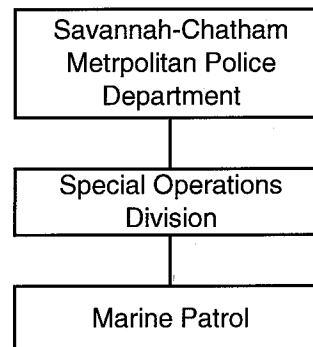 Savannah-Chatham
Metrpolitan Police
Department
Special Operations
Division
Marine Patrol